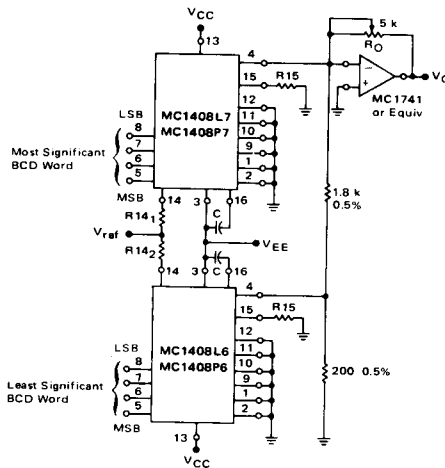 VCC
13
4
5 k
RO
15
R15
VO
MC1741
or Equiv
MC1408L7
MC1408P7
12
11
10
9
1
2
LSB
8
7
6
5
MSB
Most Significant
BCD Word
14
3
16
R141
C
1.8 k
0.5%
Vref
VEE
R142
C
14
3
16
4
15
R15
MC1408L6
MC1408P6
12
11
10
9
1
2
LSB
8
7
6
5
MSB
Least Significant
BCD Word
200 0.5%
13
VCC